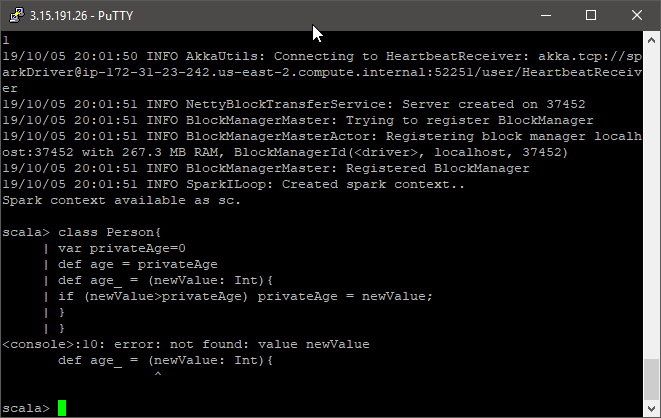 3.15.191.26 - PuTTY
l
19/10/05 20:01:50 INFO AkkaUtils: Connecting to HeartbeatReceiver: akka.tcp://sp
arkDriver@ip-172-31-23-242.us-east-2.compute.internal:52251/user/HeartbeatReceiv
er
19/10/05 20:01:51 INFO NettyBlockTransferService: Server created on 37452
19/10/05 20:01:51 INFO BlockManagerMaster: Trying to register BlockManager
19/10/05 20:01:51 INFO BlockManagerMasterActor: Registering block manager localh
ost:37452 with 267.3 MB RAM, BlockManagerId(<driver>, localhost, 37452)
19/10/05 20:01:51 INFO BlockManagerMaster: Registered BlockManager
19/10/05 20:01:51 INFO SparkILoop: Created spark context..
Spark context available as sc.
scala> class Person{
     | var privateAge=0
     | def age = privateAge
     | def age_ = (newValue: Int){
     | if (newValue>privateAge) privateAge = newValue;
     | }
     | }
<console>:10: error: not found: value newValue
       def age_ = (newValue: Int){
                   ^
scala>